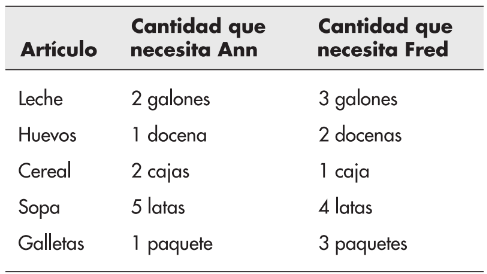 Artículo Cantidad que necesita Ann Cantidad que necesita Fred
Leche 2 galones 3 galones
Huevos 1 docena 2 docenas
Cereal 2 cajas 1 caja
Sopa 5 latas 4 latas
Galletas 1 paquete 3 paquetes